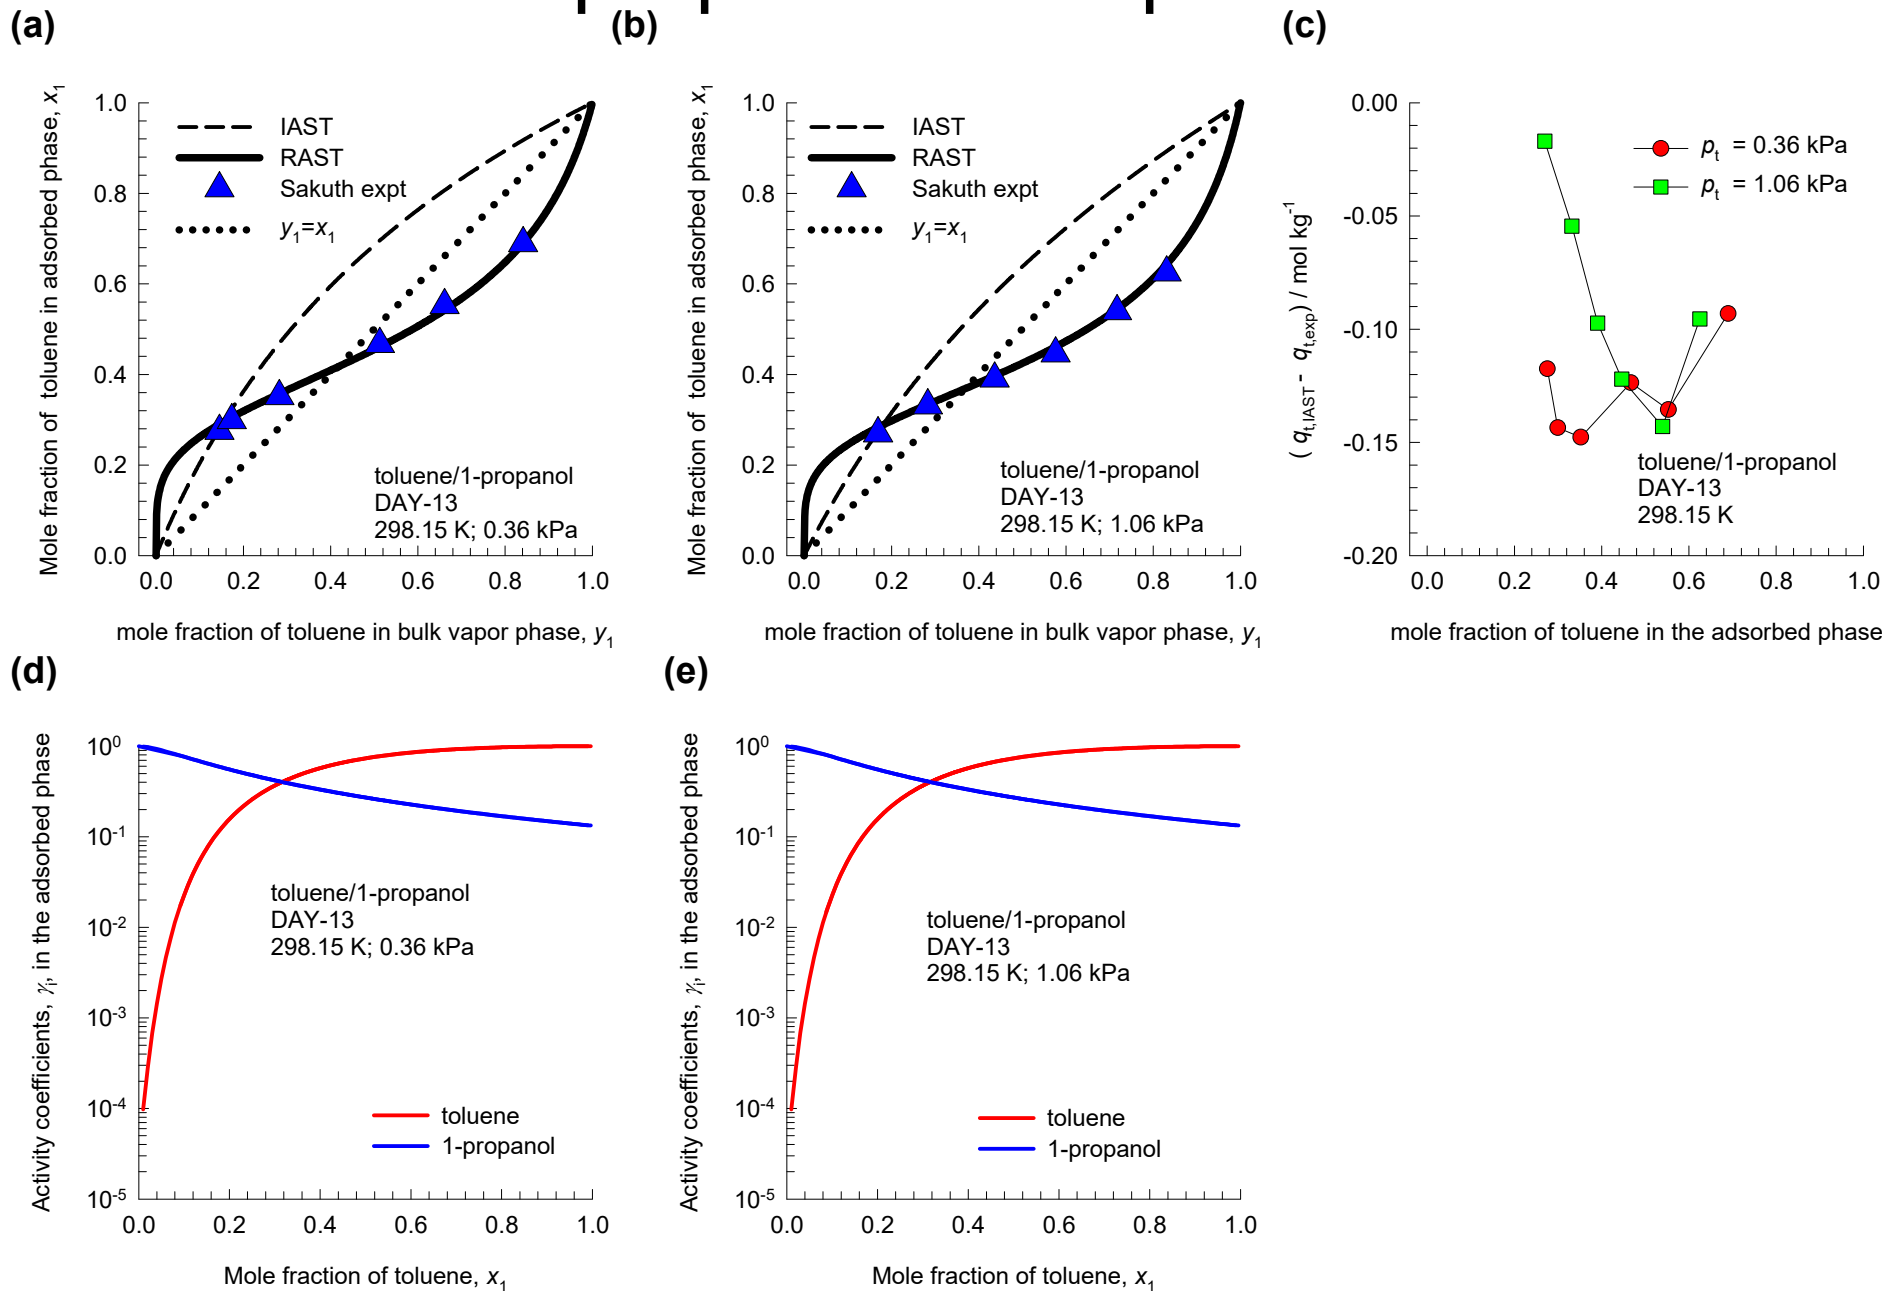 (a)
Mole fraction of toluene in adsorbed phase, x1
1.0
0.8
0.6
0.4
0.2
0.0
IAST
RAST
Sakuth expt
y1=x1
toluene/1-propanol
DAY-13
298.15 K; 0.36 kPa
0.0 0.2 0.4 0.6 0.8 1.0
mole fraction of toluene in bulk vapor phase, y1
(b)
Mole fraction of toluene in adsorbed phase, x1
1.0
0.8
0.6
0.4
0.2
0.0
IAST
RAST
Sakuth expt
y1=x1
toluene/1-propanol
DAY-13
298.15 K; 1.06 kPa
0.0 0.2 0.4 0.6 0.8 1.0
mole fraction of toluene in bulk vapor phase, y1
(c)
( qt,IAST - qt,exp) / mol kg-1
0.00
-0.05
-0.10
-0.15
-0.20
pt = 0.36 kPa
pt = 1.06 kPa
toluene/1-propanol
DAY-13
298.15 K
0.0 0.2 0.4 0.6 0.8 1.0
mole fraction of toluene in the adsorbed phase
(d)
Activity coefficients, γi, in the adsorbed phase
10^0
10^-1
10^-2
10^-3
10^-4
10^-5
toluene/1-propanol
DAY-13
298.15 K; 0.36 kPa
toluene
1-propanol
0.0 0.2 0.4 0.6 0.8 1.0
Mole fraction of toluene, x1
(e)
Activity coefficients, γi, in the adsorbed phase
10^0
10^-1
10^-2
10^-3
10^-4
10^-5
toluene/1-propanol
DAY-13
298.15 K; 1.06 kPa
toluene
1-propanol
0.0 0.2 0.4 0.6 0.8 1.0
Mole fraction of toluene, x1